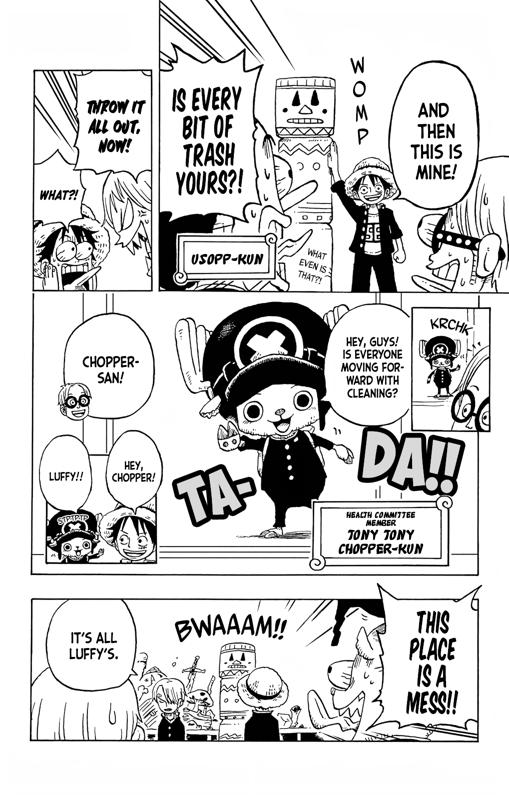 AND
THEN
THIS IS
MINE!
WOMP
IS EVERY
BIT OF
TRASH
YOURS?!
WHAT
EVEN IS
THAT?!
USOPP-KUN
THROW IT
ALL OUT,
NOW!
WHAT?!
KRCHK
HEY, GUYS!
IS EVERYONE
MOVING FOR-
WARD WITH
CLEANING?
TA-
DA!!
HEALTH COMMITTEE
MEMBER
TONY TONY
CHOPPER-KUN
CHOPPER-
SAN!
HEY,
CHOPPER!
LUFFY!!
THIS
PLACE
IS A
MESS!!
BWAAAM!!
IT'S ALL
LUFFY'S.